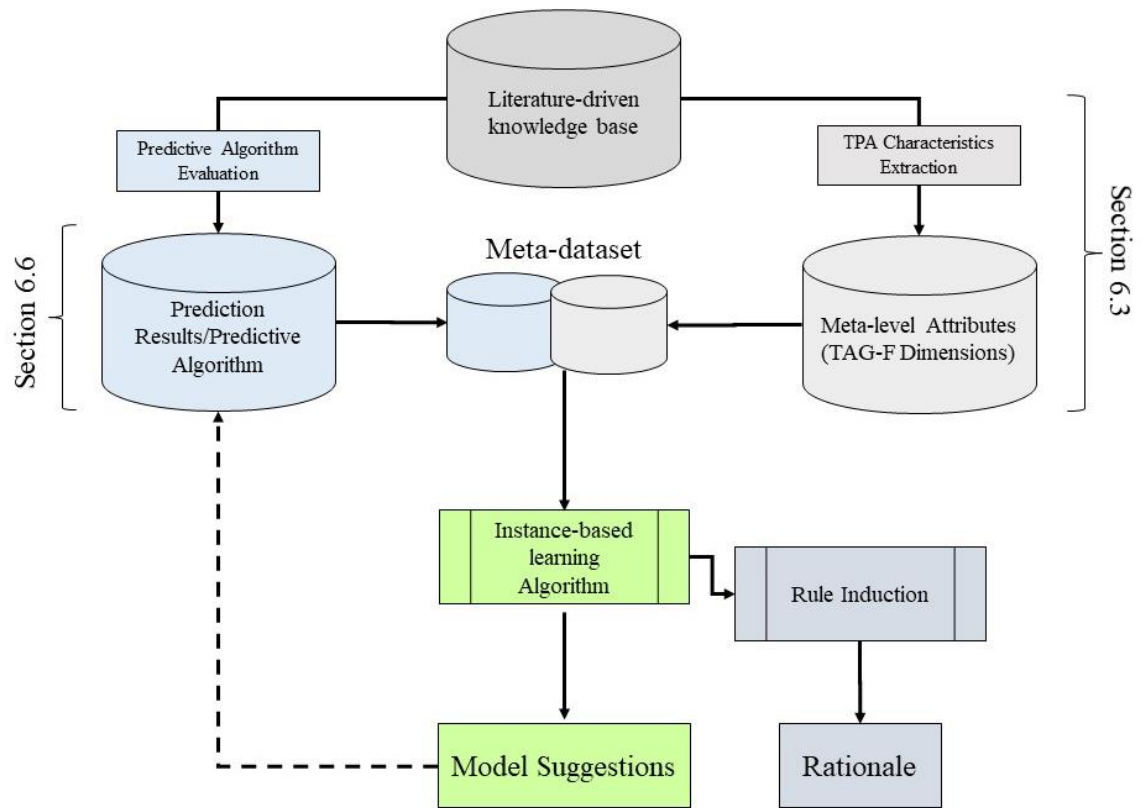 Literature-driven
knowledge base
Predictive Algorithm
Evaluation
TPA Characteristics
Extraction
Section 6.6
Prediction
Results/Predictive
Algorithm
Meta-dataset
Meta-level Attributes
(TAG-F Dimensions)
Section 6.3
Instance-based
learning
Algorithm
Rule Induction
Model Suggestions
Rationale